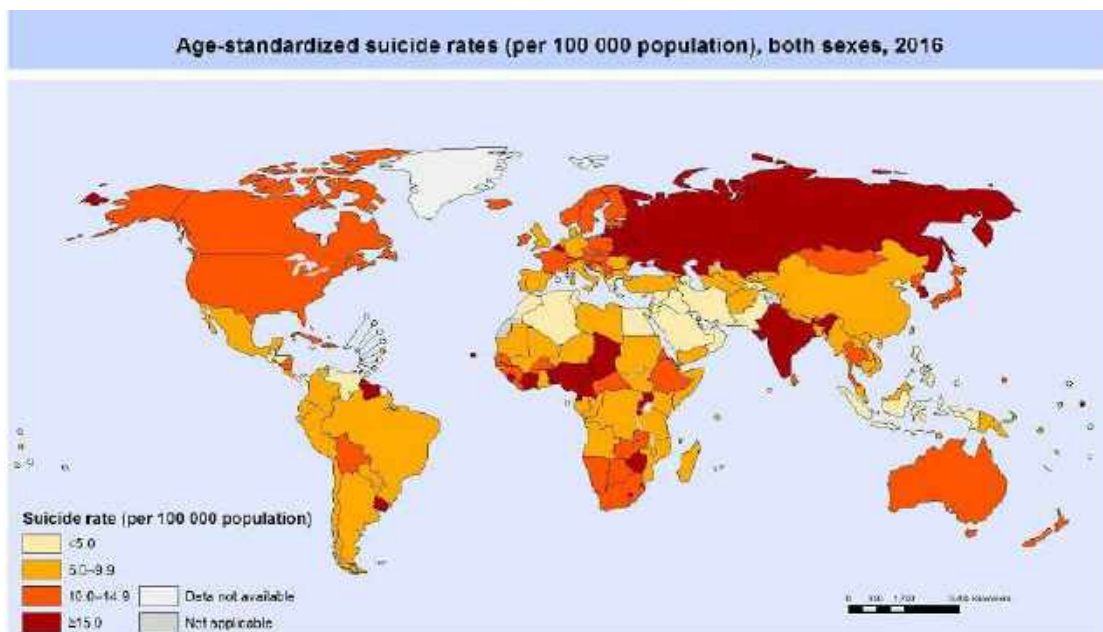 Age-standardized suicide rates (per 100 000 population), both sexes, 2016
Suicide rate (per 100 000 population)
<5.0
5.0–9.9
10.0–14.9
≥15.0
Data not available
Not applicable
0